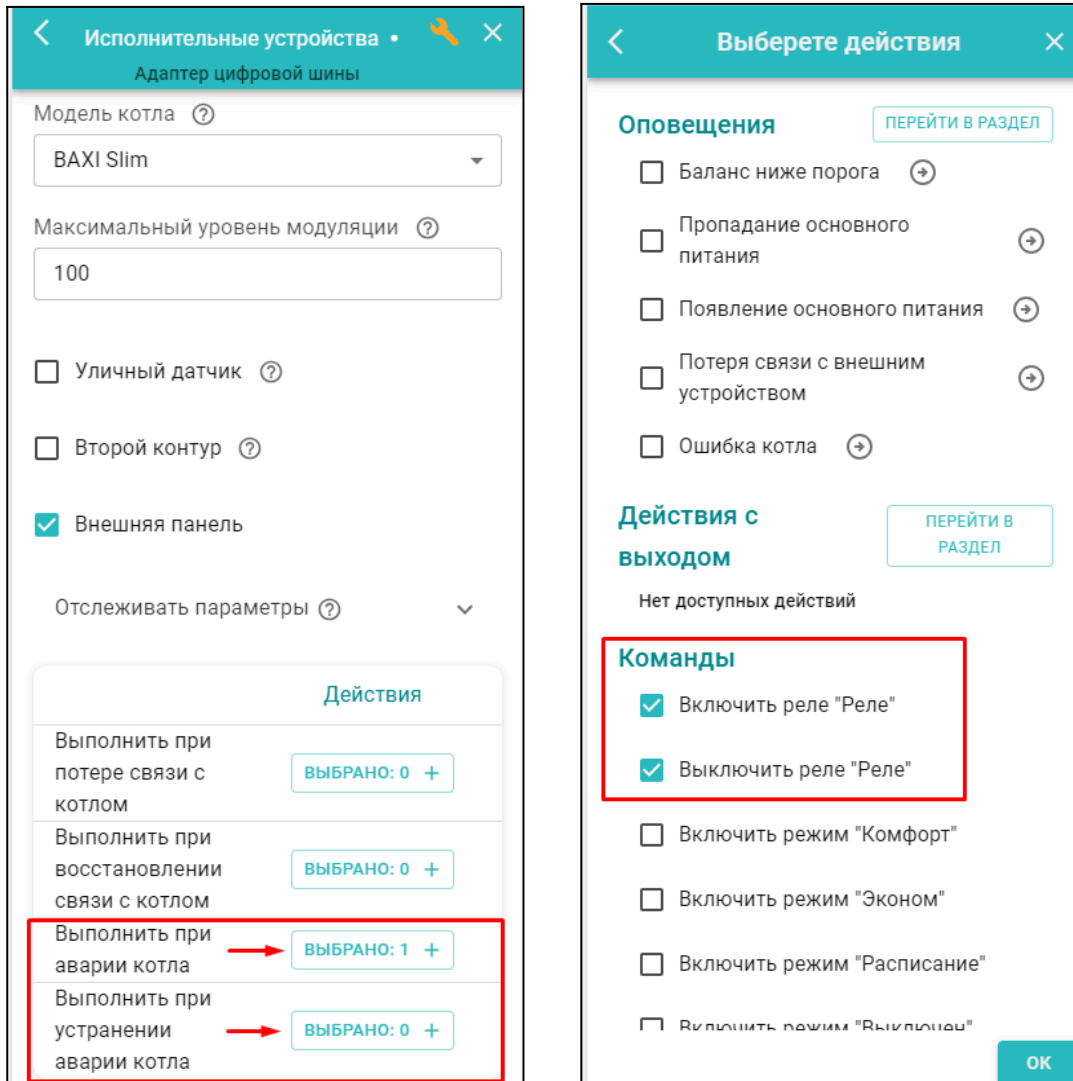 Исполнительные устройства •
Адаптер цифровой шины
Модель котла
BAXI Slim
Максимальный уровень модуляции
100
Уличный датчик
Второй контур
Внешняя панель
Отслеживать параметры
Действия
Выполнить при
потере связи с
котлом
ВЫБРАНО: 0 +
Выполнить при
восстановлении
связи с котлом
ВЫБРАНО: 0 +
Выполнить при
аварии котла
ВЫБРАНО: 1 +
Выполнить при
устранении
аварии котла
ВЫБРАНО: 0 +
Выберете действия
Оповещения
ПЕРЕЙТИ В РАЗДЕЛ
Баланс ниже порога
Пропадание основного
питания
Появление основного питания
Потеря связи с внешним
устройством
Ошибка котла
Действия с
выходом
ПЕРЕЙТИ В
РАЗДЕЛ
Нет доступных действий
Команды
Включить реле "Реле"
Выключить реле "Реле"
Включить режим "Комфорт"
Включить режим "Эконом"
Включить режим "Расписание"
Включить режим "Выключен"
ОК